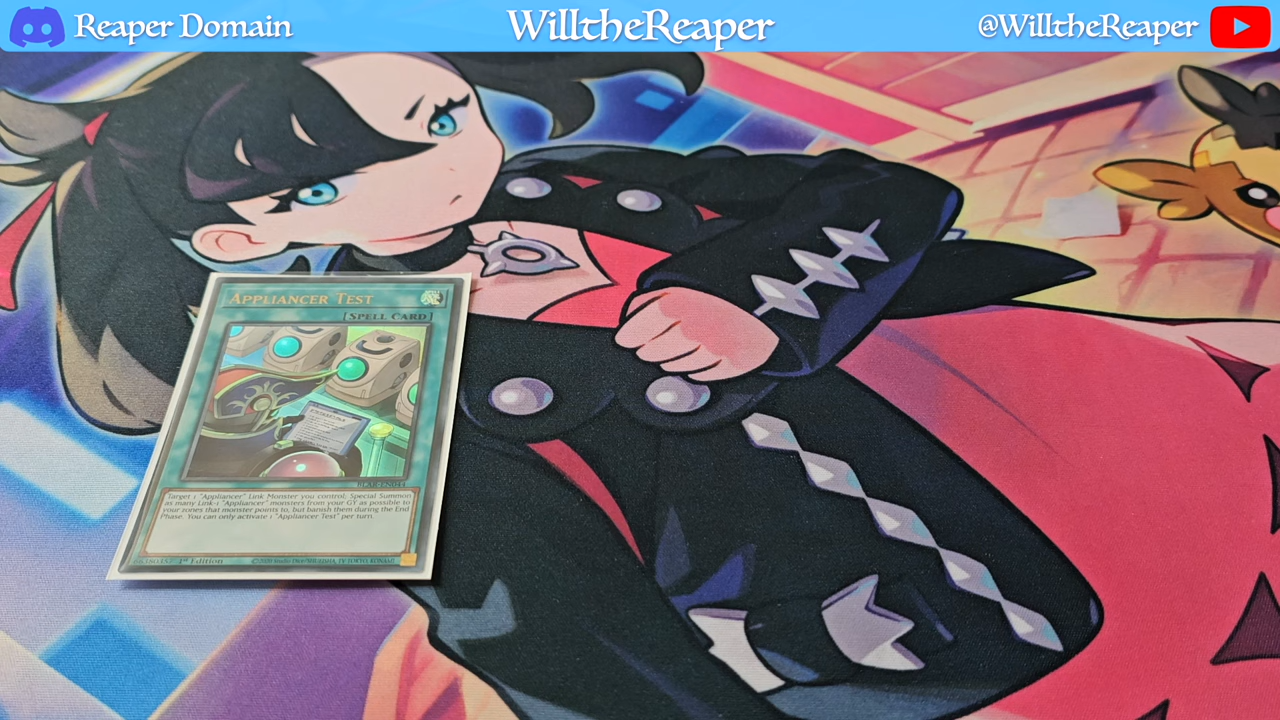 Reaper Domain
WilltheReaper
@WilltheReaper
Appliancer Test
[Spell Card]
BLAR-EN044
Target 1 "Appliancer" Link Monster you control; Special Summon
as many Link-1 "Appliancer" monsters from your GY as possible to
your zones that monster points to, but banish them during the End
Phase. You can only activate 1 "Appliancer Test" per turn.
1st Edition